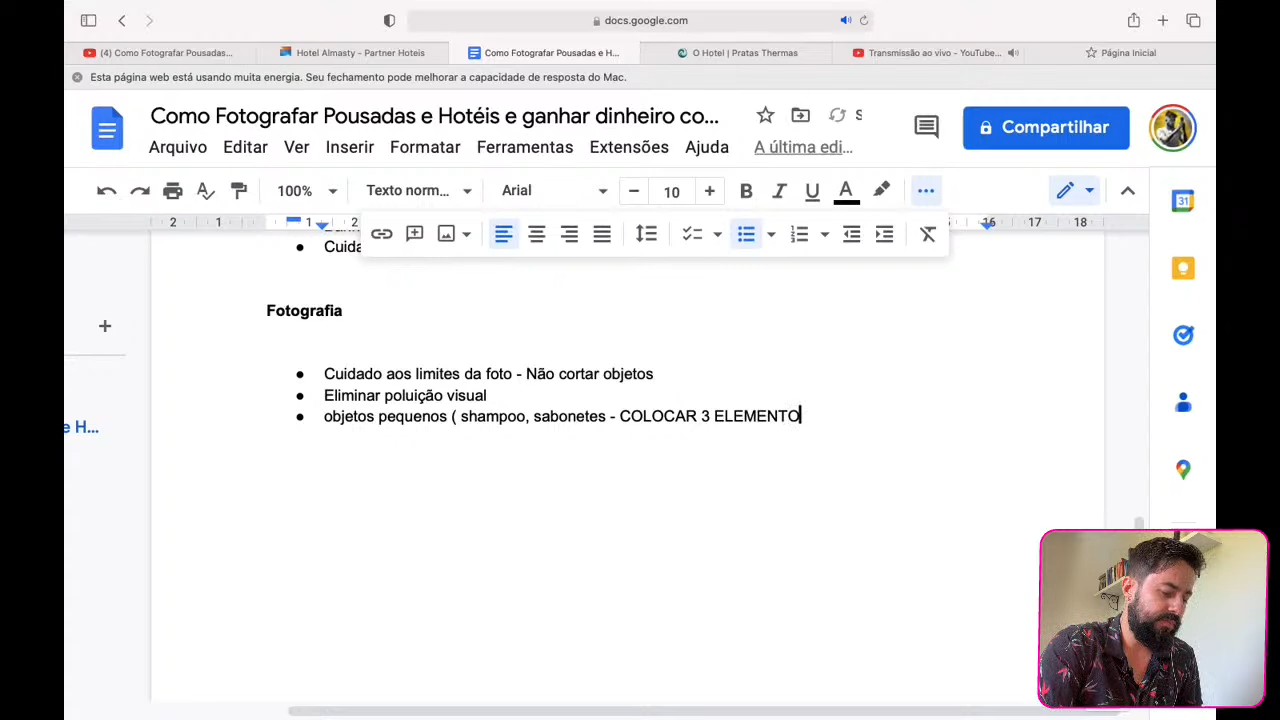 docs.google.com
(4) Como Fotografar Pousadas...
Hotel Almasty - Partner Hoteis
Como Fotografar Pousadas e H...
O Hotel | Pratas Thermas
Transmissão ao vivo - YouTube...
Página Inicial
Esta página web está usando muita energia. Seu fechamento pode melhorar a capacidade de resposta do Mac.
Como Fotografar Pousadas e Hotéis e ganhar dinheiro co...
S
Compartilhar
Arquivo Editar Ver Inserir Formatar Ferramentas Extensões Ajuda A última edi...
100% Texto norm... Arial 10
2 1 1 2 16 17 18
31
Cuida
Fotografia
● Cuidado aos limites da foto - Não cortar objetos
● Eliminar poluição visual
e H...
● objetos pequenos ( shampoo, sabonetes - COLOCAR 3 ELEMENTO